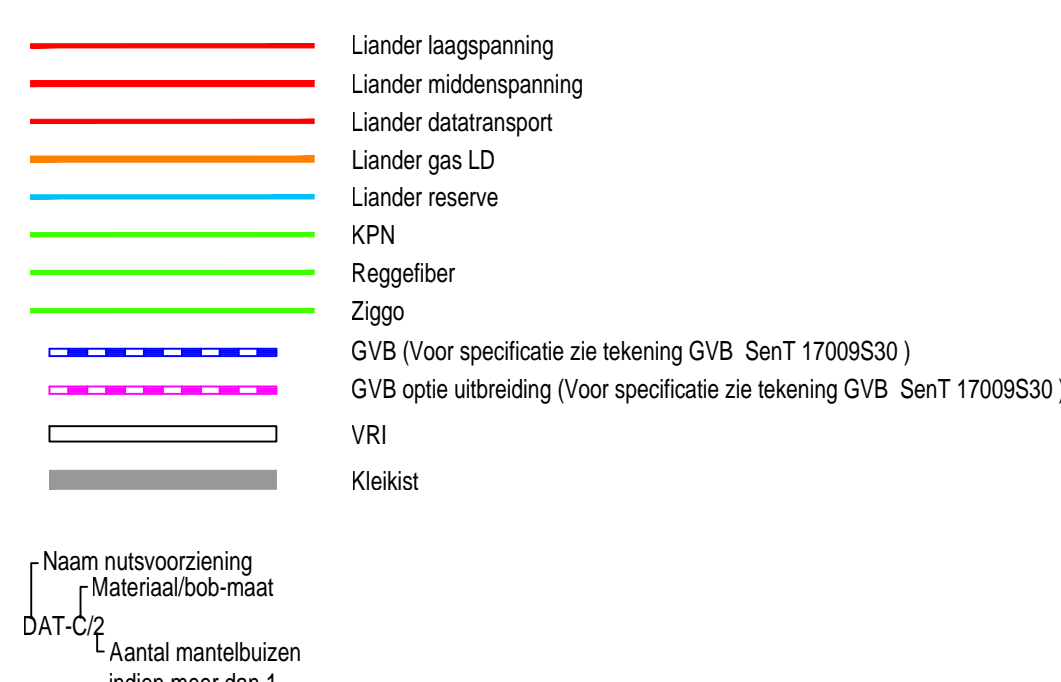 Liander laagspanning
Liander middenspanning
Liander datatransport
Liander gas LD
Liander reserve
KPN
Reggefiber
Ziggo
GVB (Voor specificatie zie tekening GVB SenT 17009S30 )
GVB optie uitbreiding (Voor specificatie zie tekening GVB SenT 17009S30 )
VRI
Kleikist
Naam nutsvoorziening
Materiaal/bob-maat
DAT-C/2
Aantal mantelbuizen
indien meer dan 1